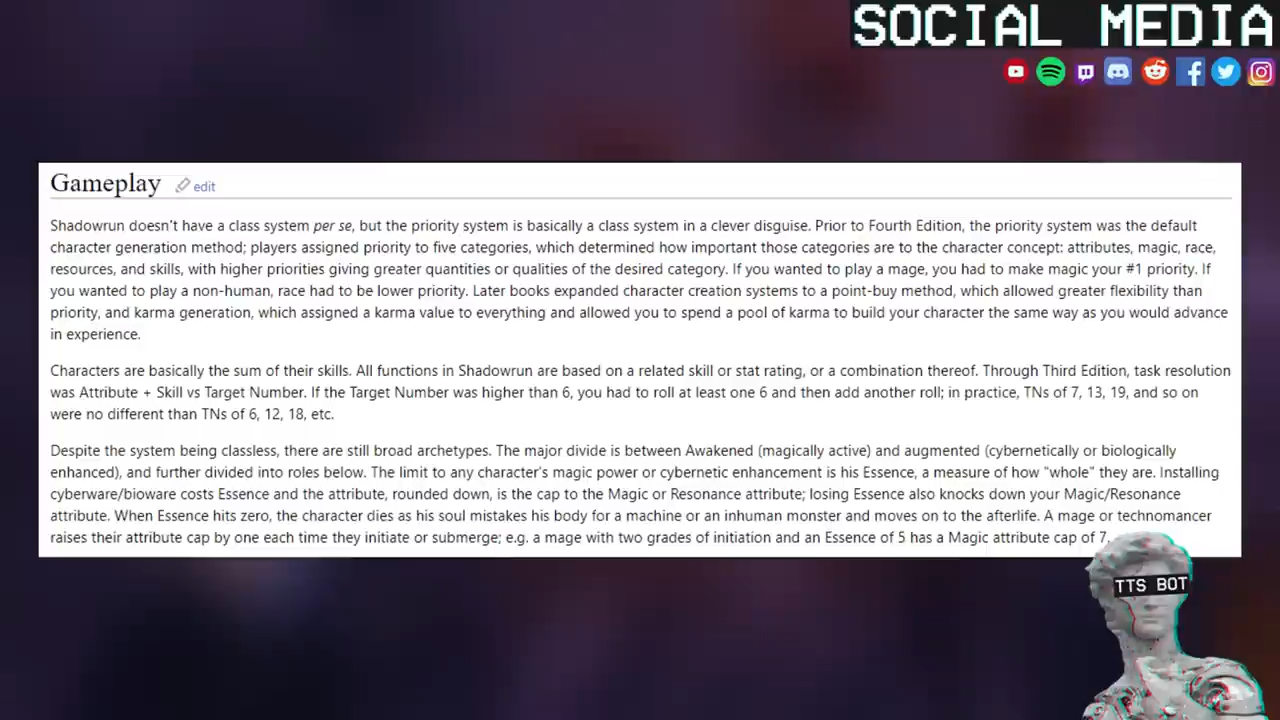 SOCIAL MEDIA
Gameplay edit
Shadowrun doesn't have a class system per se, but the priority system is basically a class system in a clever disguise. Prior to Fourth Edition, the priority system was the default
character generation method; players assigned priority to five categories, which determined how important those categories are to the character concept: attributes, magic, race,
resources, and skills, with higher priorities giving greater quantities or qualities of the desired category. If you wanted to play a mage, you had to make magic your #1 priority. If
you wanted to play a non-human, race had to be lower priority. Later books expanded character creation systems to a point-buy method, which allowed greater flexibility than
priority, and karma generation, which assigned a karma value to everything and allowed you to spend a pool of karma to build your character the same way as you would advance
in experience.
Characters are basically the sum of their skills. All functions in Shadowrun are based on a related skill or stat rating, or a combination thereof. Through Third Edition, task resolution
was Attribute + Skill vs Target Number. If the Target Number was higher than 6, you had to roll at least one 6 and then add another roll; in practice, TNs of 7, 13, 19, and so on
were no different than TNs of 6, 12, 18, etc.
Despite the system being classless, there are still broad archetypes. The major divide is between Awakened (magically active) and augmented (cybernetically or biologically
enhanced), and further divided into roles below. The limit to any character's magic power or cybernetic enhancement is his Essence, a measure of how "whole" they are. Installing
cyberware/bioware costs Essence and the attribute, rounded down, is the cap to the Magic or Resonance attribute; losing Essence also knocks down your Magic/Resonance
attribute. When Essence hits zero, the character dies as his soul mistakes his body for a machine or an inhuman monster and moves on to the afterlife. A mage or technomancer
raises their attribute cap by one each time they initiate or submerge; e.g. a mage with two grades of initiation and an Essence of 5 has a Magic attribute cap of 7.
TTS BOT